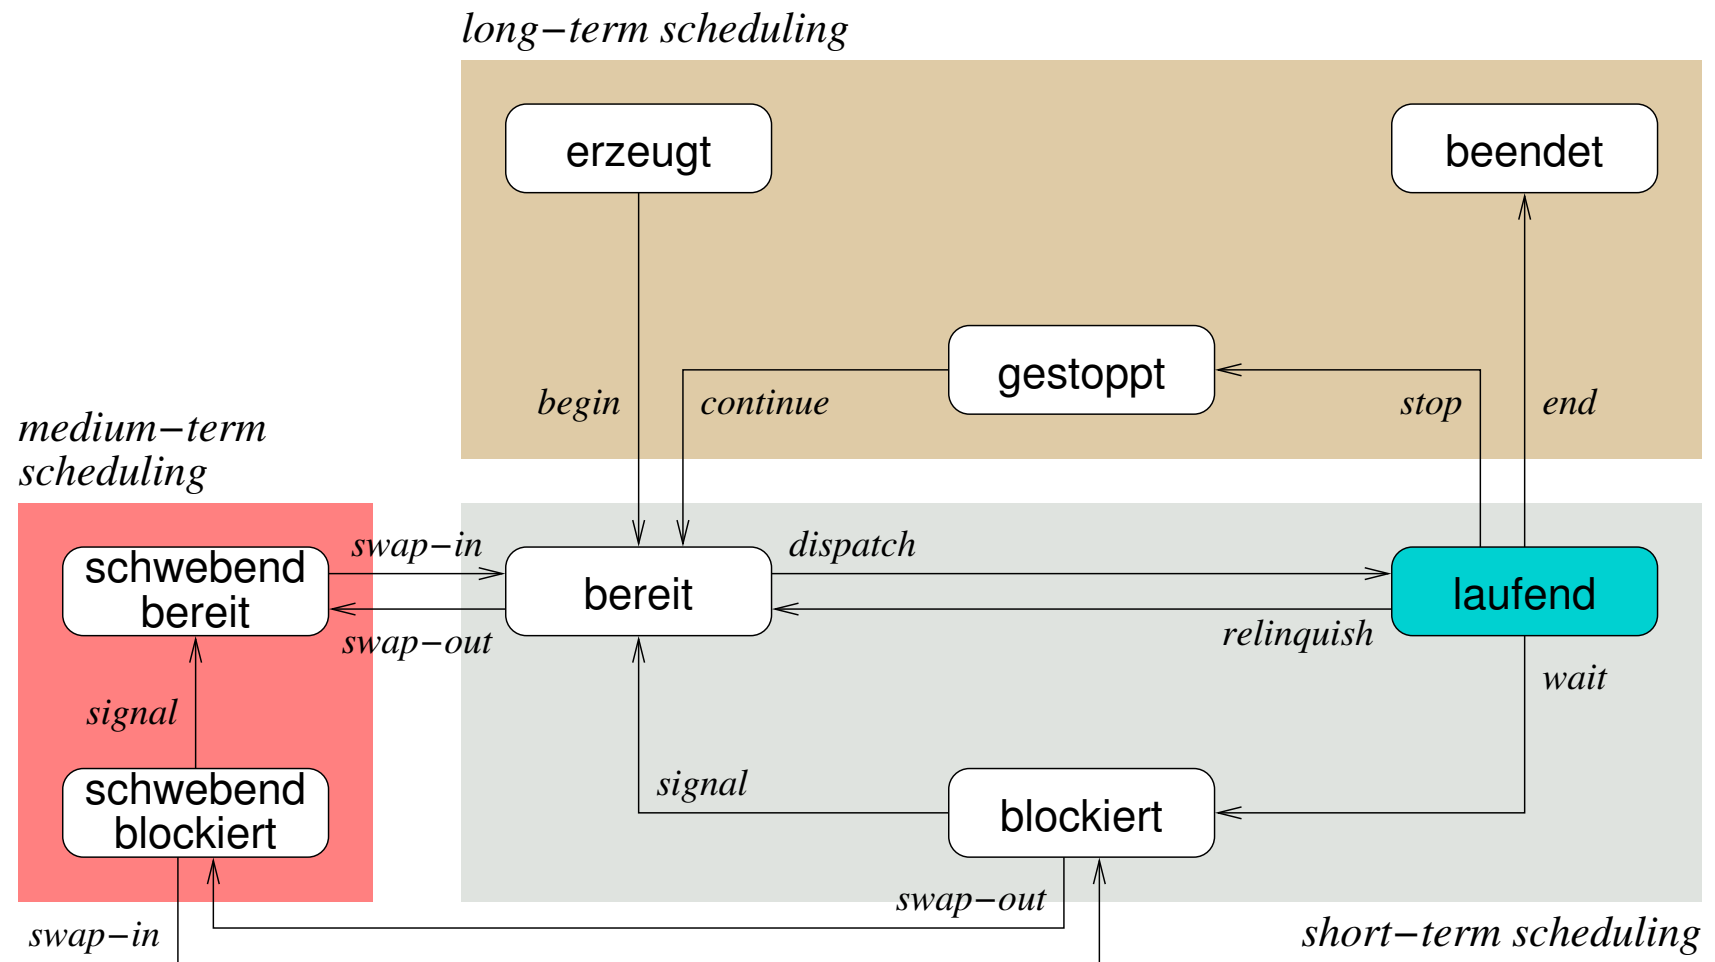 long−term scheduling
erzeugt
beendet
gestoppt
begin
continue
stop
end
medium−term
scheduling
swap−in
dispatch
schwebend
bereit
bereit
laufend
swap−out
relinquish
wait
signal
signal
schwebend
blockiert
blockiert
swap−out
swap−in
short−term scheduling